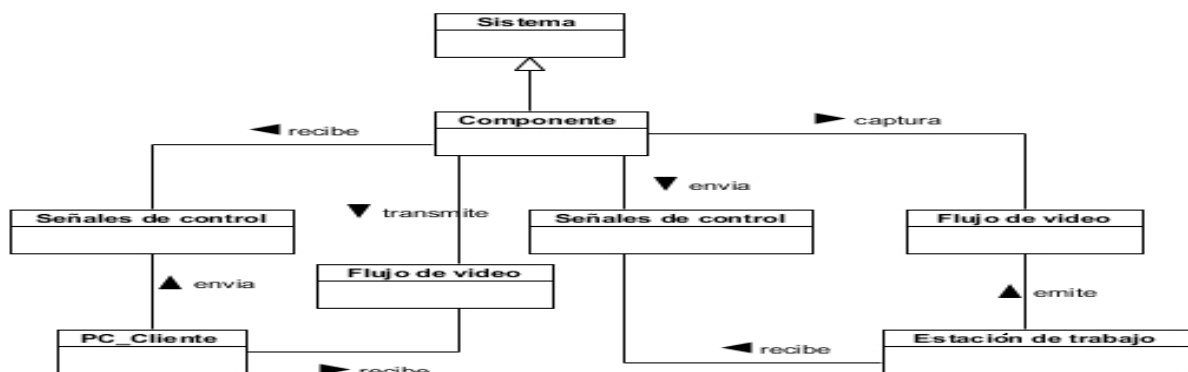 Sistema
Componente
recibe
captura
envia
Señales de control
transmite
Señales de control
Flujo de video
envia
Flujo de video
emite
PC_Cliente
Estación de trabajo
recibe
recibe